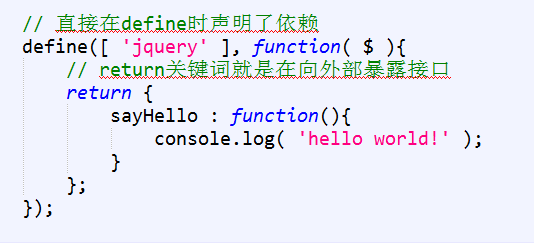 // 直接在define时声明了依赖
define([ 'jquery' ], function( $ ){
// return关键词就是在向外部暴露接口
return {
sayHello : function(){
console.log( 'hello world!' );
}
};
});